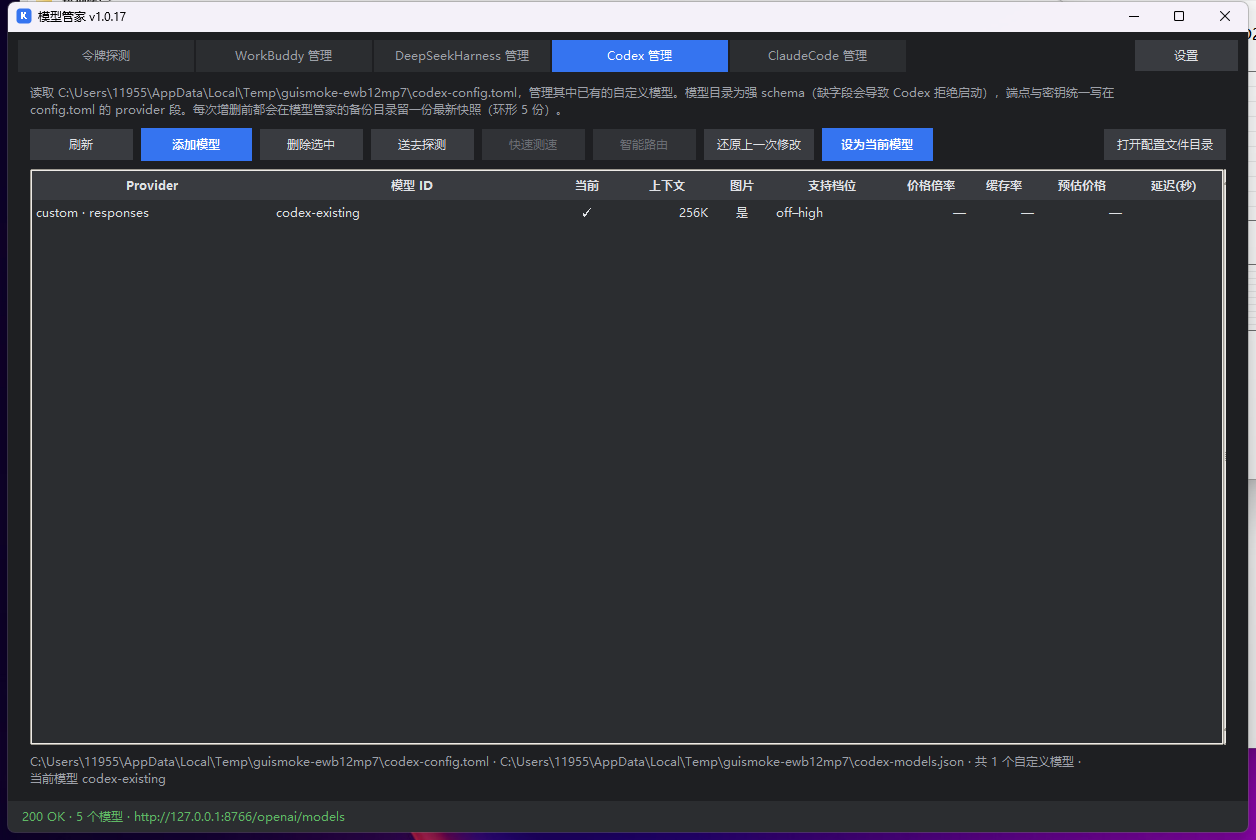 模型管家 v1.0.17
令牌探测 WorkBuddy 管理 DeepSeekHarness 管理 Codex 管理 ClaudeCode 管理 设置
读取 C:\Users\11955\AppData\Local\Temp\guismoke-ewb12mp7\codex-config.toml，管理其中已有的自定义模型。模型目录为强 schema（缺字段会导致 Codex 拒绝启动），端点与密钥统一写在
config.toml 的 provider 段。每次增删前都会在模型管家的备份目录留一份最新快照（环形 5 份）。
刷新 添加模型 删除选中 送去探测 快速测速 智能路由 还原上一次修改 设为当前模型 打开配置文件目录
Provider 模型 ID 当前 上下文 图片 支持档位 价格倍率 缓存率 预估价格 延迟(秒)
custom · responses codex-existing ✓ 256K 是 off–high — — —
C:\Users\11955\AppData\Local\Temp\guismoke-ewb12mp7\codex-config.toml · C:\Users\11955\AppData\Local\Temp\guismoke-ewb12mp7\codex-models.json · 共 1 个自定义模型 ·
当前模型 codex-existing
200 OK · 5 个模型 · http://127.0.0.1:8766/openai/models